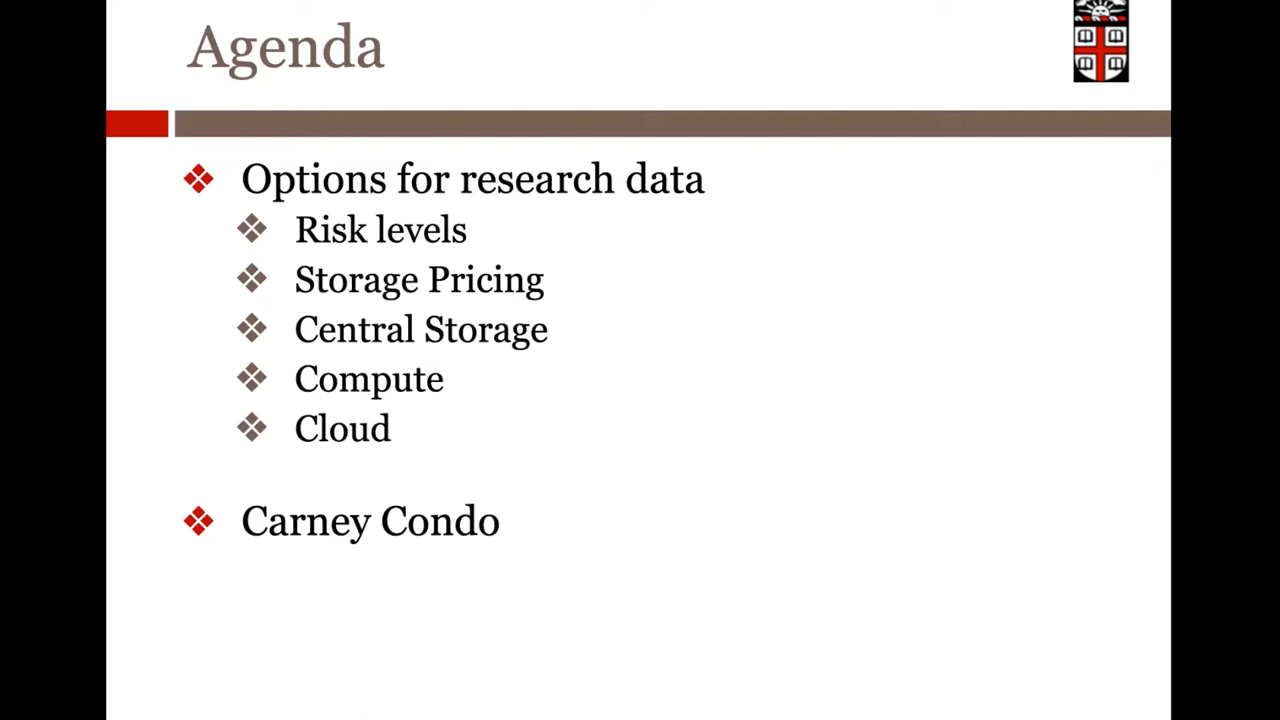 Agenda
Options for research data
Risk levels
Storage Pricing
Central Storage
Compute
Cloud
Carney Condo